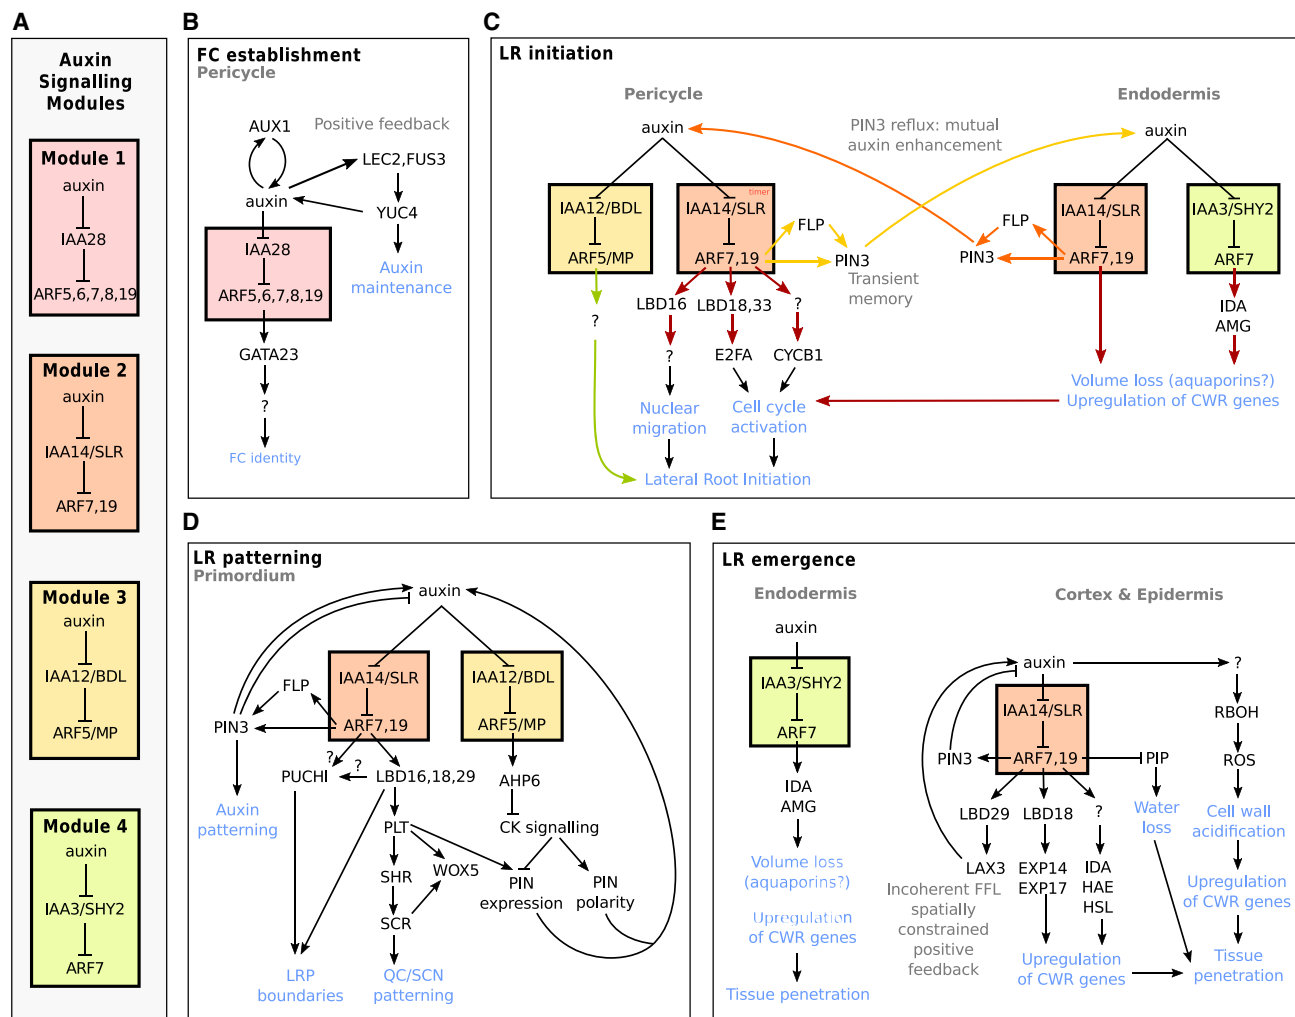 A
Auxin
Signalling
Modules
Module 1
auxin
IAA28
ARF5,6,7,8,19
Module 2
auxin
IAA14/SLR
ARF7,19
Module 3
auxin
IAA12/BDL
ARF5/MP
Module 4
auxin
IAA3/SHY2
ARF7
B
FC establishment
Pericycle
AUX1
Positive feedback
LEC2,FUS3
auxin
YUC4
IAA28
Auxin
maintenance
ARF5,6,7,8,19
GATA23
?
FC identity
C
LR initiation
Pericycle
Endodermis
auxin
PIN3 reflux: mutual
auxin enhancement
auxin
timer
IAA12/BDL
IAA14/SLR
FLP
ARF5/MP
ARF7,19
PIN3
Transient
memory
IAA14/SLR
IAA3/SHY2
FLP
PIN3
ARF7,19
ARF7
LBD16
LBD18,33
?
IDA
AMG
?
?
E2FA
CYCB1
Volume loss (aquaporins?)
Upregulation of CWR genes
Nuclear
migration
Cell cycle
activation
Lateral Root Initiation
D
LR patterning
Primordium
auxin
IAA14/SLR
IAA12/BDL
FLP
PIN3
ARF7,19
ARF5/MP
?
?
PUCHI
LBD16,18,29
AHP6
Auxin
patterning
PLT
CK signalling
SHR
WOX5
PIN
expression
PIN
polarity
SCR
LRP
boundaries
QC/SCN
patterning
E
LR emergence
Endodermis
Cortex & Epidermis
auxin
IAA3/SHY2
ARF7
IDA
AMG
Volume loss
(aquaporins?)
Upregulation
of CWR genes
Tissue penetration
auxin
?
IAA14/SLR
RBOH
PIN3
ARF7,19
PIP
ROS
LBD29
LBD18
?
Water
loss
Cell wall
acidification
LAX3
EXP14
EXP17
IDA
HAE
HSL
Incoherent FFL
spatially
constrained
positive
feedback
Upregulation
of CWR genes
Upregulation
of CWR genes
Tissue
penetration